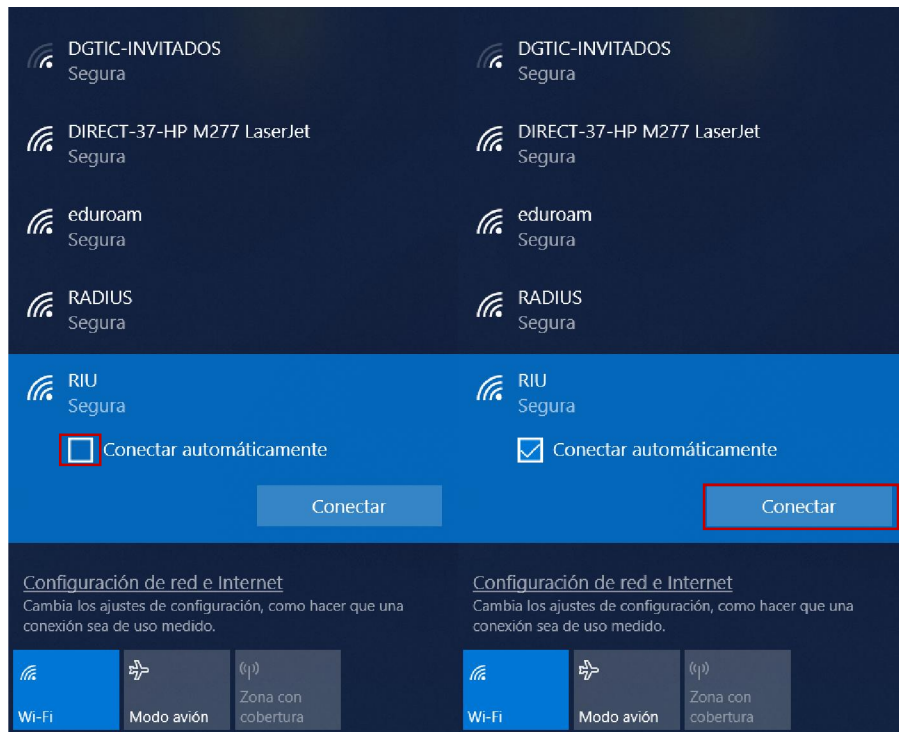 DGTIC-INVITADOS
Segura
DIRECT-37-HP M277 LaserJet
Segura
eduroam
Segura
RADIUS
Segura
RIU
Segura
Conectar automáticamente
Conectar
Configuración de red e Internet
Cambia los ajustes de configuración, como hacer que una
conexión sea de uso medido.
Wi-Fi
Modo avión
Zona con
cobertura
DGTIC-INVITADOS
Segura
DIRECT-37-HP M277 LaserJet
Segura
eduroam
Segura
RADIUS
Segura
RIU
Segura
Conectar automáticamente
Conectar
Configuración de red e Internet
Cambia los ajustes de configuración, como hacer que una
conexión sea de uso medido.
Wi-Fi
Modo avión
Zona con
cobertura